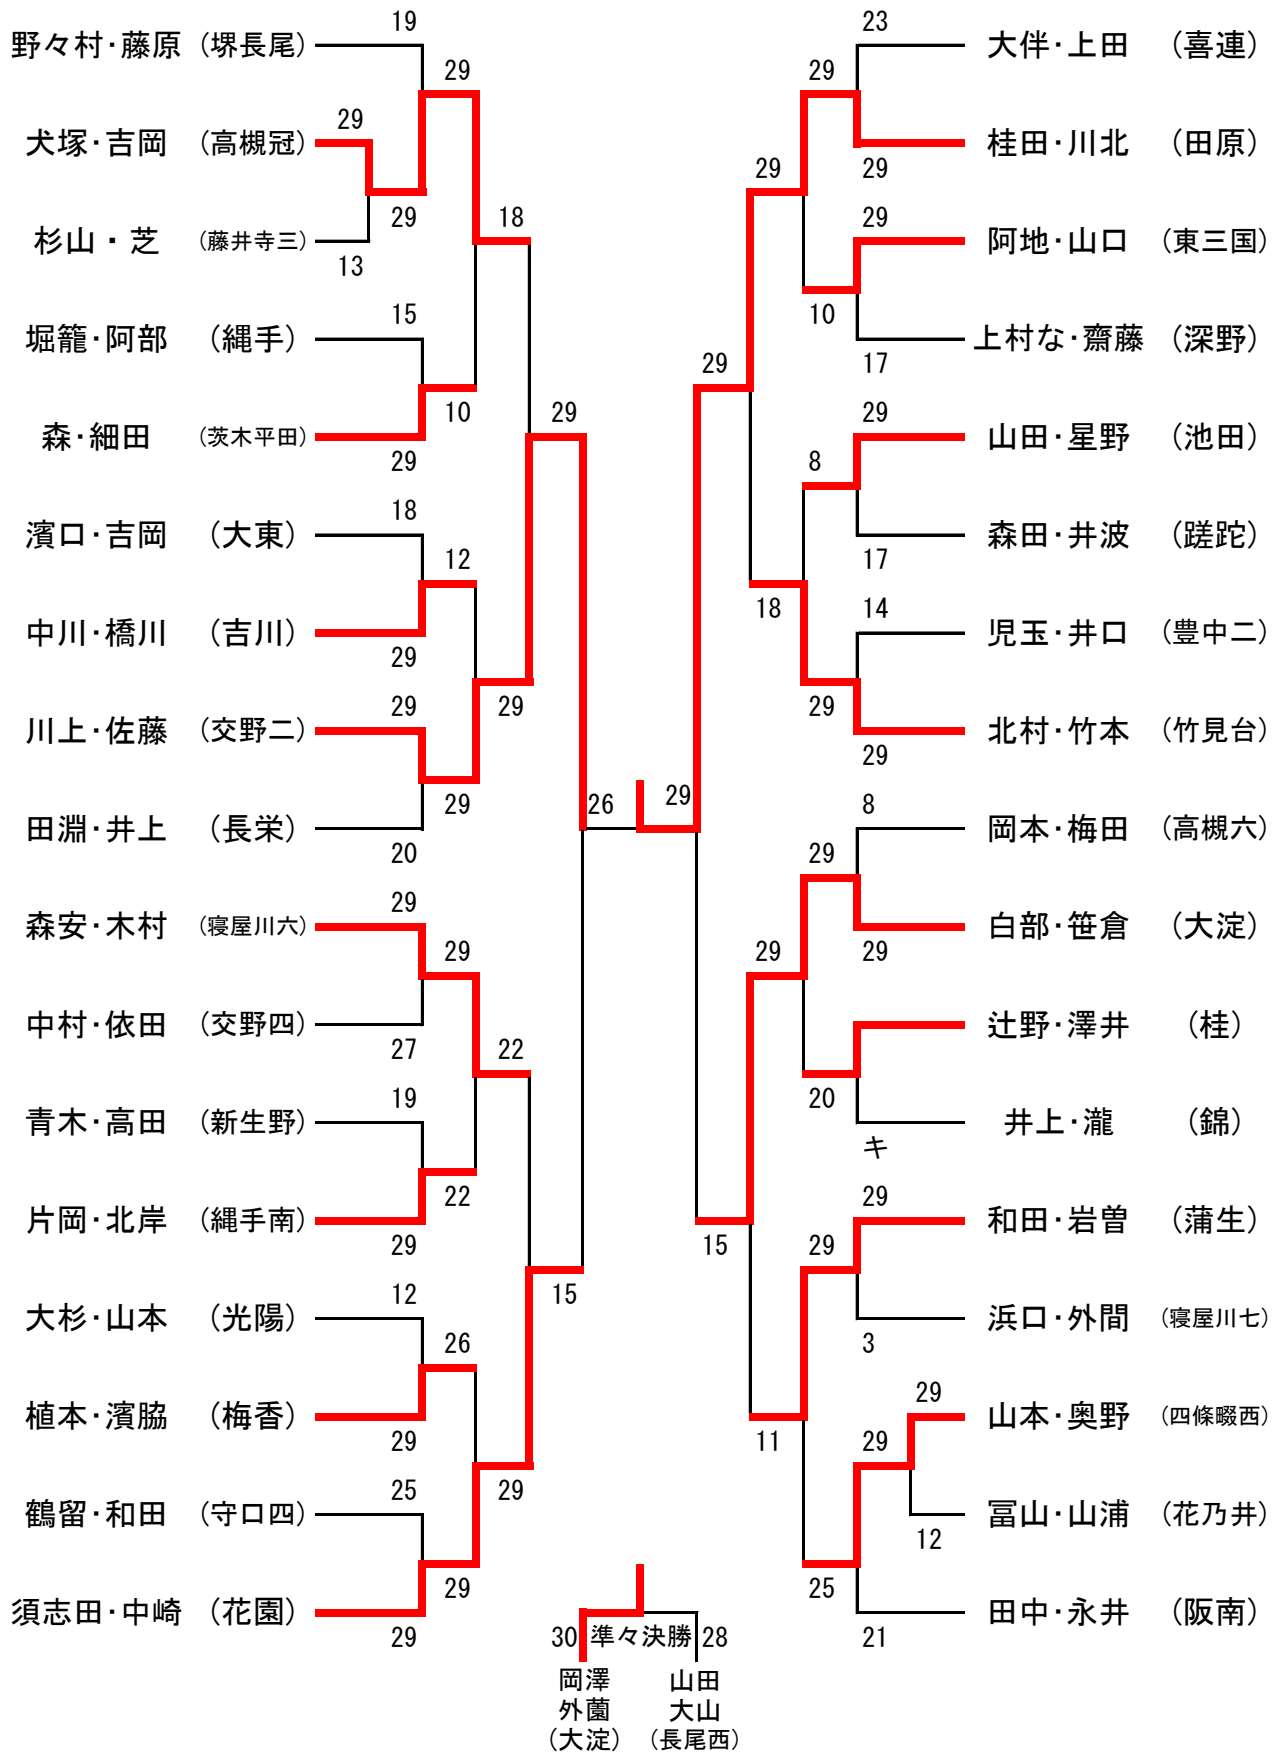 19
野々村・藤原 (堺長尾)
29
29
犬塚・吉岡 (高槻冠)
29
18
杉山・芝 (藤井寺三)
13
15
堀籠・阿部 (縄手)
10
29
森・細田 (茨木平田)
29
18
濱口・吉岡 (大東)
12
中川・橋川 (吉川)
29
29
29
川上・佐藤 (交野二)
29
26
田淵・井上 (長栄)
20
29
森安・木村 (寝屋川六)
29
中村・依田 (交野四)
27
22
19
青木・高田 (新生野)
22
片岡・北岸 (縄手南)
29
12
15
大杉・山本 (光陽)
26
植本・濱脇 (梅香)
29
25
29
鶴留・和田 (守口四)
29
須志田・中崎 (花園)
29
23
大伴・上田 (喜連)
29
桂田・川北 (田原)
29
29
29
阿地・山口 (東三国)
10
上村な・齋藤 (深野)
17
29
29
山田・星野 (池田)
8
森田・井波 (蹉跎)
17
18
14
児玉・井口 (豊中二)
29
北村・竹本 (竹見台)
29
29
8
岡本・梅田 (高槻六)
29
白部・笹倉 (大淀)
29
29
辻野・澤井 (桂)
20
井上・瀧 (錦)
キ
29
和田・岩曽 (蒲生)
15
29
浜口・外間 (寝屋川七)
3
29
山本・奥野 (四條畷西)
11
29
冨山・山浦 (花乃井)
12
25
田中・永井 (阪南)
21
30 準々決勝 28
岡澤 山田
外薗 大山
(大淀) (長尾西)